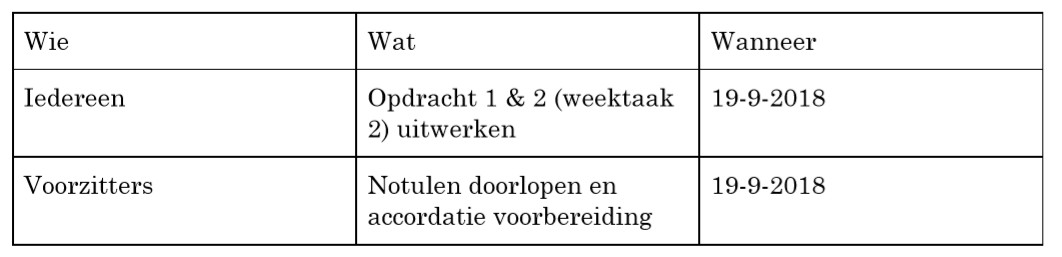 Wie Wat Wanneer
Iedereen Opdracht 1 & 2 (weektaak 19-9-2018
2) uitwerken
Voorzitters Notulen doorlopen en 19-9-2018
accordatie voorbereiding